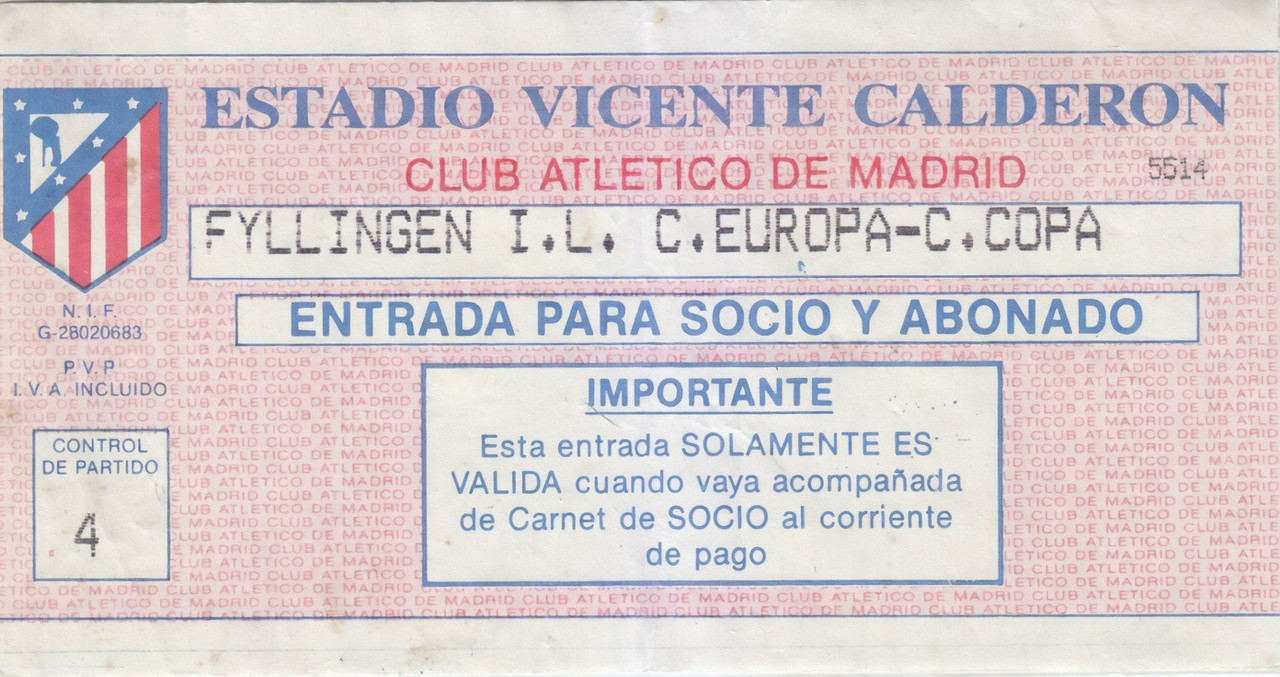 ESTADIO VICENTE CALDERON
CLUB ATLETICO DE MADRID
5514
FYLLINGEN I.L. C.EUROPA-C.COPA
N.I.F.
G-28020683
ENTRADA PARA SOCIO Y ABONADO
P.V.P
I.V.A. INCLUIDO
CONTROL
DE PARTIDO
4
IMPORTANTE
Esta entrada SOLAMENTE ES
VALIDA cuando vaya acompañada
de Carnet de SOCIO al corriente
de pago